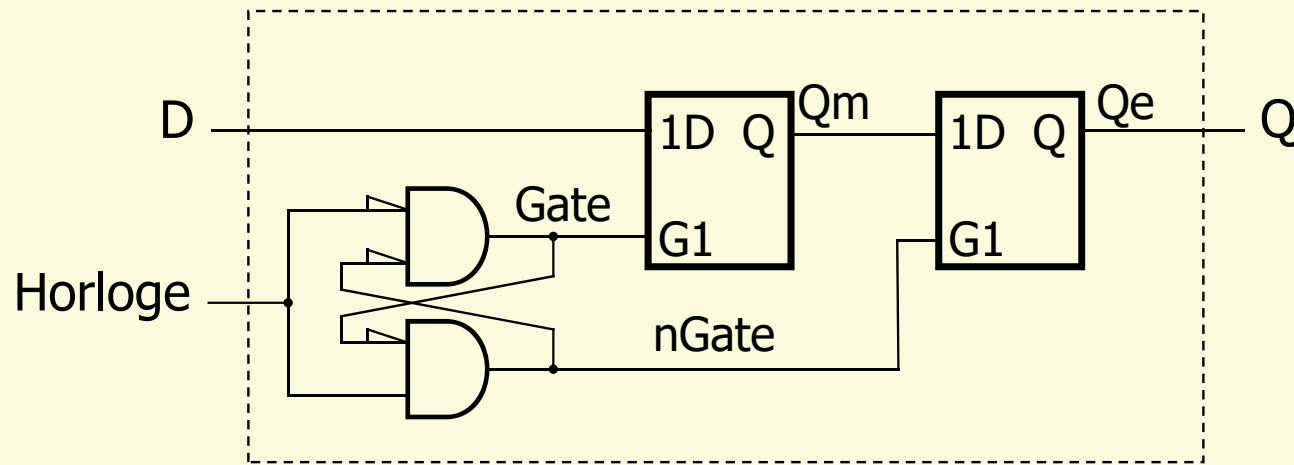 D
Horloge
Gate
nGate
1D Q
G1
Qm
1D Q
G1
Qe
Q